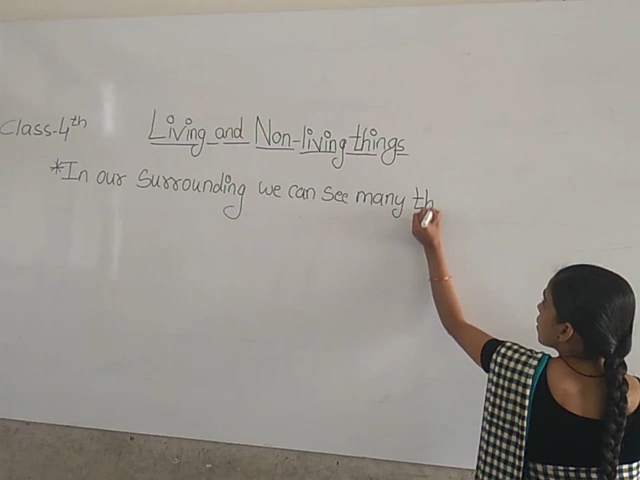 Class-4th
Living and Non-living things
*In our surrounding we can see many th